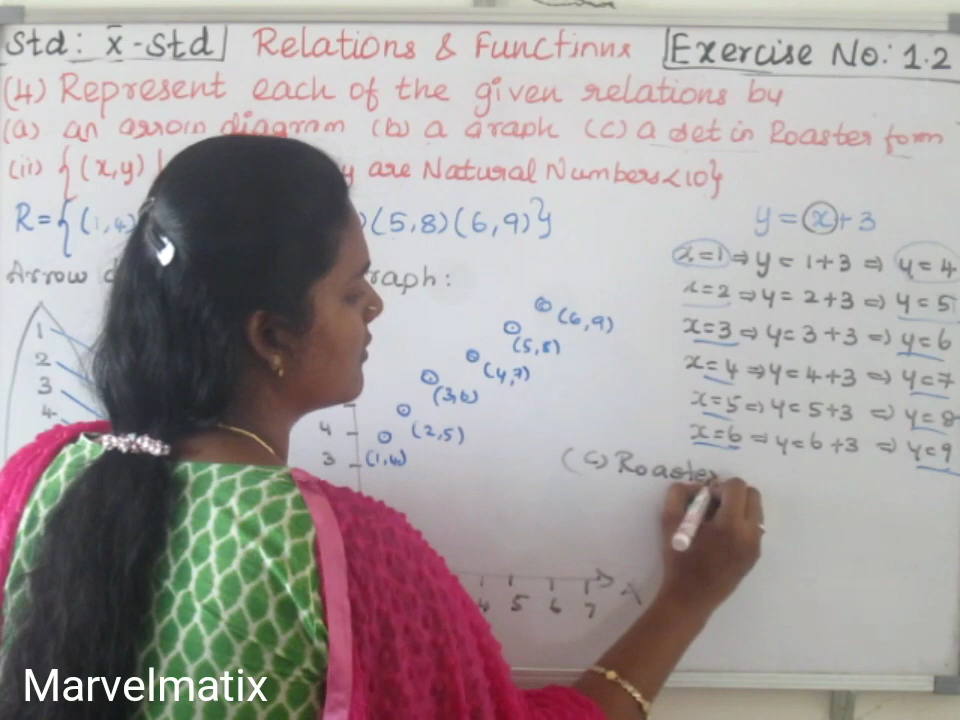 Std: X-Std Relations & Functions Exercise No: 1.2
(4) Represent each of the given relations by
(a) an arrow diagram (b) a graph (c) a set in Roaster form
(ii) {(x,y) | y are Natural Numbers<10}
R={(1,4) )(5,8)(6,9)}
y = x+3
Arrow d raph:
x=1 ⇒ y = 1+3 ⇒ y=4
x=2 ⇒ y= 2+3 ⇒ y=5
x=3 ⇒ y= 3+3 ⇒ y=6
x=4 ⇒ y=4+3 ⇒ y=7
x=5 ⇒ y=5+3 ⇒ y=8
x=6 ⇒ y=6+3 ⇒ y=9
1
2
3
4
(6,9)
(5,8)
(4,7)
(3,6)
(2,5)
(1,4)
4
3
(c) Roaster
4 5 6 7 X
Marvelmatix